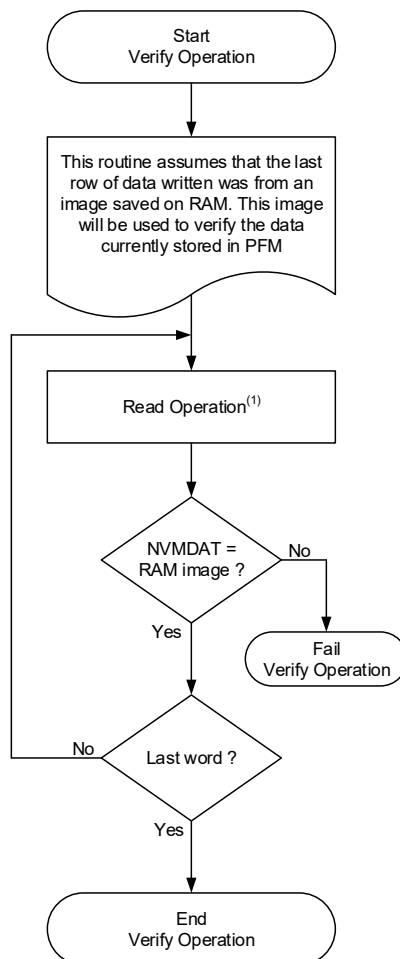 Start
Verify Operation
This routine assumes that the last
row of data written was from an
image saved on RAM. This image
will be used to verify the data
currently stored in PFM
Read Operation(1)
NVMDAT =
RAM image ?
No
Yes
Fail
Verify Operation
No
Last word ?
Yes
End
Verify Operation